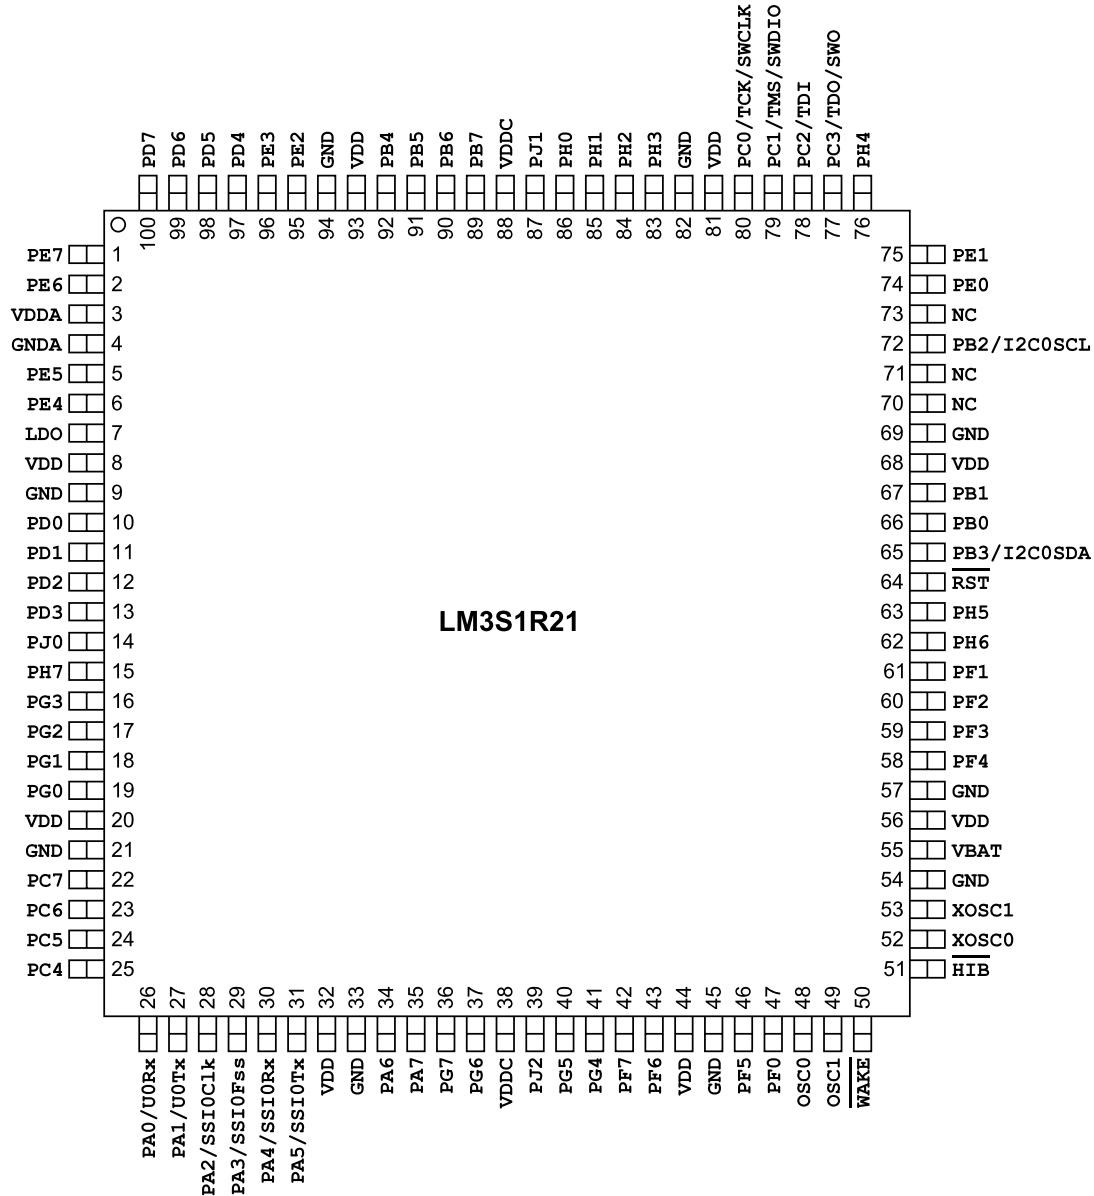 PD7 PD6 PD5 PD4 PE3 PE2 GND VDD PB4 PB5 PB6 PB7 VDDC PJ1 PH0 PH1 PH2 PH3 GND VDD PC0/TCK/SWCLK PC1/TMS/SWDIO PC2/TDI PC3/TDO/SWO PH4
100 99 98 97 96 95 94 93 92 91 90 89 88 87 86 85 84 83 82 81 80 79 78 77 76
PE7 1 75 PE1
PE6 2 74 PE0
VDDA 3 73 NC
GNDA 4 72 PB2/I2C0SCL
PE5 5 71 NC
PE4 6 70 NC
LDO 7 69 GND
VDD 8 68 VDD
GND 9 67 PB1
PD0 10 66 PB0
PD1 11 65 PB3/I2C0SDA
PD2 12 64 RST
PD3 13 63 PH5
LM3S1R21
PJ0 14 62 PH6
PH7 15 61 PF1
PG3 16 60 PF2
PG2 17 59 PF3
PG1 18 58 PF4
PG0 19 57 GND
VDD 20 56 VDD
GND 21 55 VBAT
PC7 22 54 GND
PC6 23 53 XOSC1
PC5 24 52 XOSC0
PC4 25 51 HIB
26 27 28 29 30 31 32 33 34 35 36 37 38 39 40 41 42 43 44 45 46 47 48 49 50
PA0/U0Rx PA1/U0Tx PA2/SSI0Clk PA3/SSI0Fss PA4/SSI0Rx PA5/SSI0Tx VDD GND PA6 PA7 PG7 PG6 VDDC PJ2 PG5 PG4 PF7 PF6 VDD GND PF5 PF0 OSC0 OSC1 WAKE